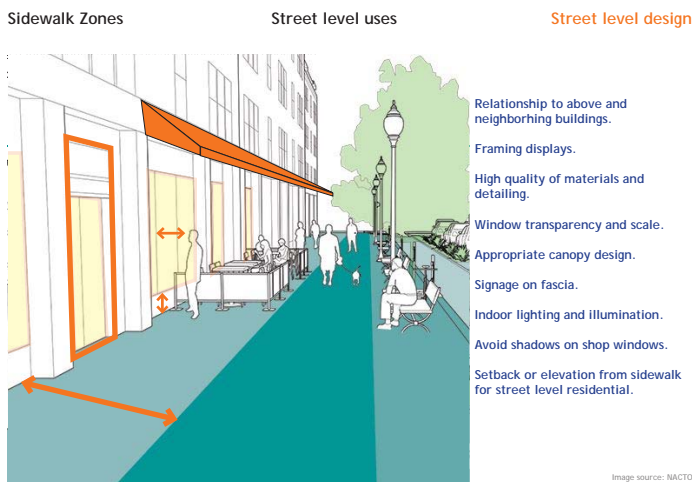 Sidewalk Zones
Street level uses
Street level design
Relationship to above and
neighborhing buildings.
Framing displays.
High quality of materials and
detailing.
Window transparency and scale.
Appropriate canopy design.
Signage on fascia.
Indoor lighting and illumination.
Avoid shadows on shop windows.
Setback or elevation from sidewalk
for street level residential.
Image source: NACTO